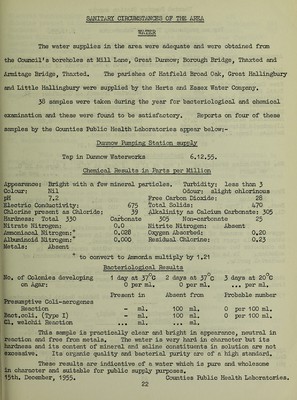 SANITARY CIRCUMSTANCES OF THE AREA
WATER
The water supplies in the area were adequate and were obtained from
the Council's boreholes at Mill Lane, Great Dunmow; Borough Bridge, Thaxted and
Armitage Bridge, Thaxted. The parishes of Hatfield Broad Oak, Great Hallingbury
and Little Hallingbury were supplied by the Herts and Essex Water Company.
38 samples were taken during the year for bacteriological and chemical
examination and these were found to be satisfactory. Reports on four of these
samples by the Counties Public Health Laboratories appear below:-
Dunmow Pumping Station supply
Tap in Dunmow Waterworks 6.12.55.
Chemical Results in Parts per Million
Appearance: Bright with a few mineral particles. Turbidity: less than 3
Colour: Nil Odour: slight chlorinous
pH 7.2 Free Carbon Dioxide: 28
Electric Conductivity: 675 Total Solids: 470
Chlorine present as Chloride: 39 Alkalinity as Calcium Carbonate: 305
Hardness: Total 330 Carbonate 305 Non-carbonate 25
Nitrate Nitrogen: 0.0 Nitrite Nitrogen: Absent
Ammoniacal Nitrogen:* 0.028 Oxygen Absorbed: 0.20
Albuminoid Nitrogen:* 0.000 Residual Chlorine: 0.23
Metals: Absent
* to convert to Ammonia multiply by 1.21
Bacteriological Results
No. of Colonies developing 1 day at 37°C 2 days at 37°C 3 days at 20°C
on Agar: 0 per ml. 0 per ml. ... per ml.
Present in Absent from Probable number
Presumptive Coli-aerogenes
Reaction - ml. 100 ml. 0 per 100 ml.
Bact.coli. (Type I) - ml. 100 ml. 0 per 100 ml.
Cl. welchii Reaction ... ml. ... ml.
This sample is practically clear and bright in appearance, neutral in
reaction and free from metals. The water is very hard in character but its
hardness and its content of mineral and saline constituents in solution are not
excessive. Its organic quality and bacterial purity are of a high standard.
These results are indicative of a water which is pure and wholesome
in character and suitable for public supply purposes.
15th. December, 1955. Counties Public Health Laboratories.
22